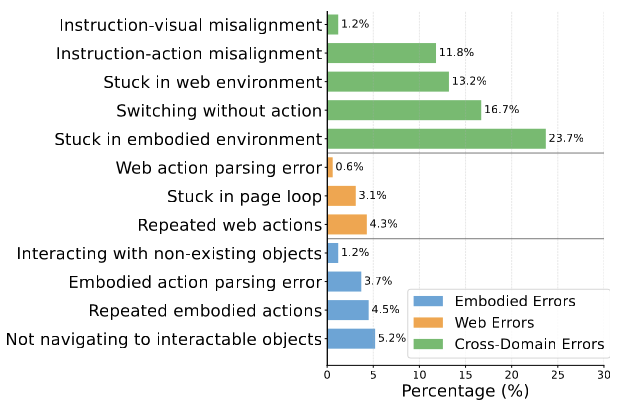 Instruction-visual misalignment 1.2%
Instruction-action misalignment 11.8%
Stuck in web environment 13.2%
Switching without action 16.7%
Stuck in embodied environment 23.7%
Web action parsing error 0.6%
Stuck in page loop 3.1%
Repeated web actions 4.3%
Interacting with non-existing objects 1.2%
Embodied action parsing error 3.7%
Repeated embodied actions 4.5%
Not navigating to interactable objects 5.2%
Embodied Errors
Web Errors
Cross-Domain Errors
0 5 10 15 20 25 30
Percentage (%)